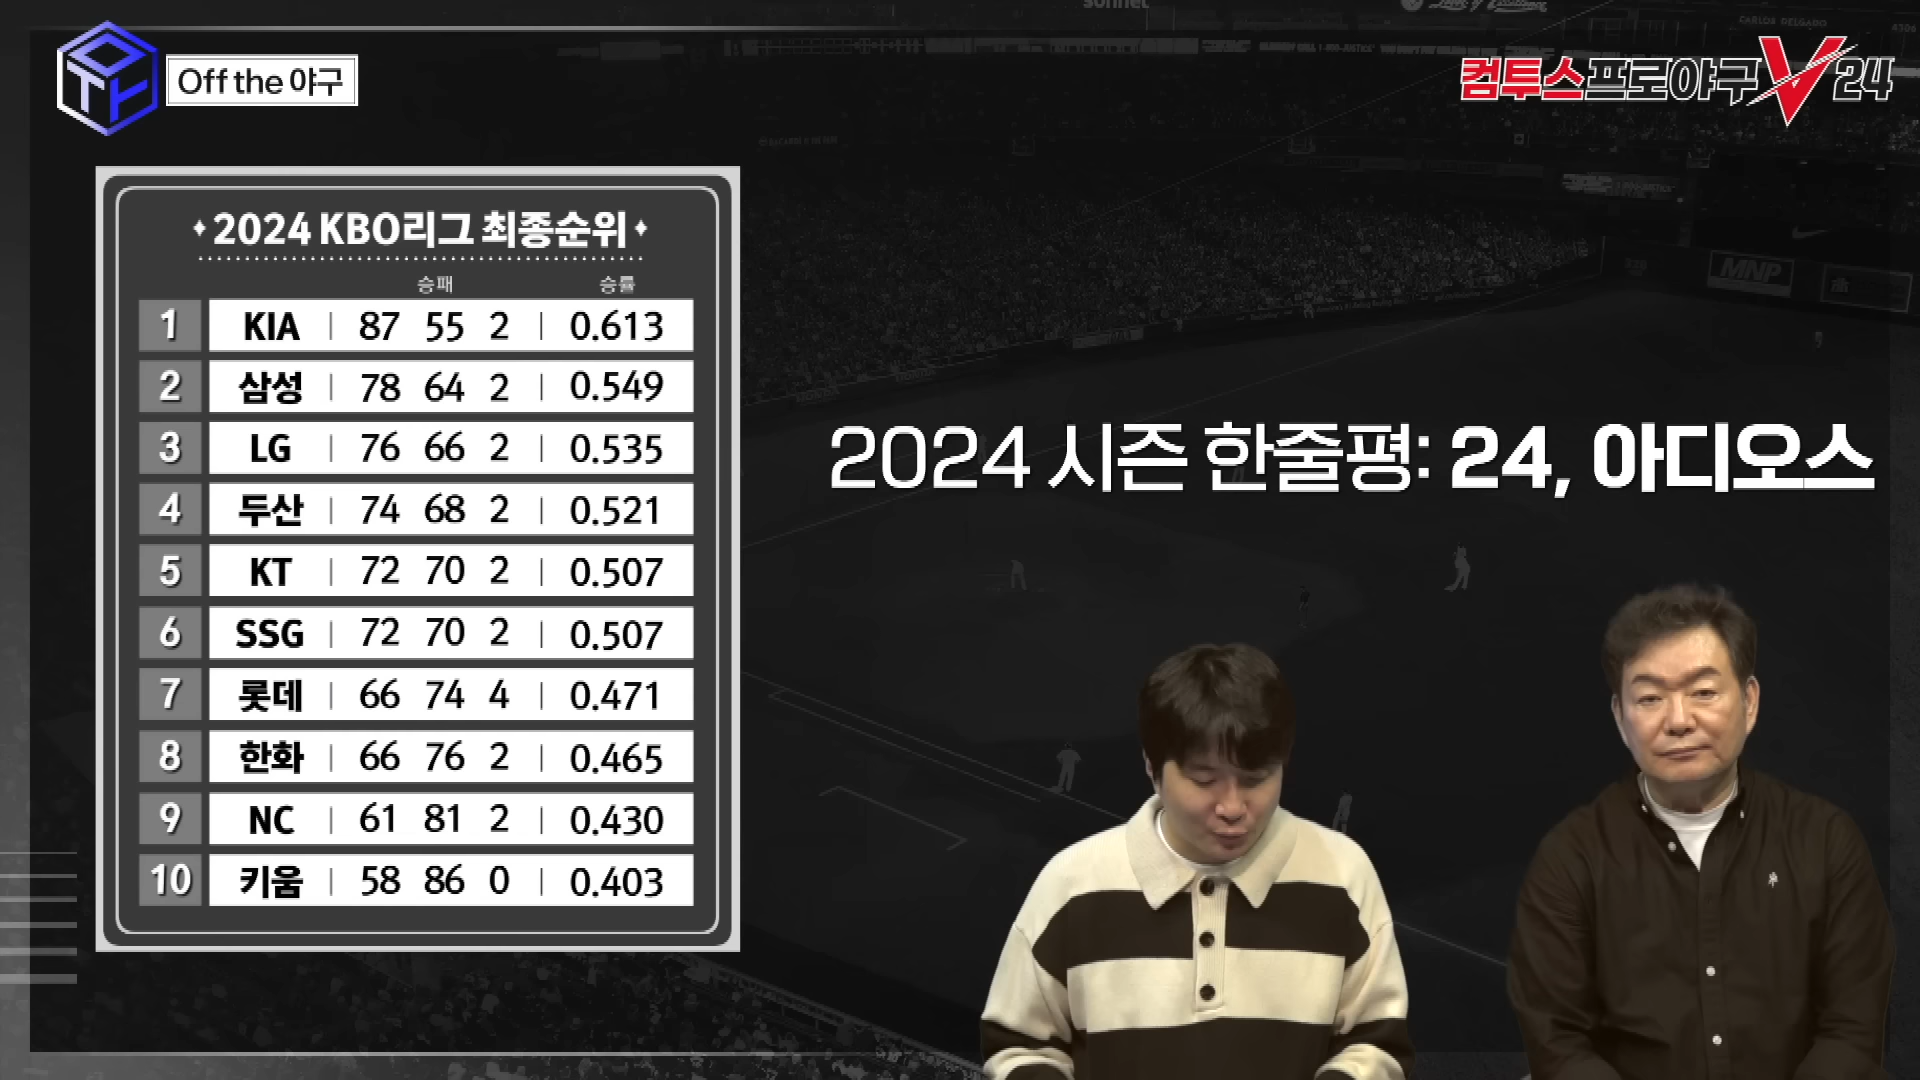 sonnet
CARLOS DELGADO
4306
OTH
Off the 야구
컴투스프로야구V24
MNP
2024 KBO리그 최종순위
승패 승률
1 KIA 87 55 2 0.613
2 삼성 78 64 2 0.549
3 LG 76 66 2 0.535
4 두산 74 68 2 0.521
5 KT 72 70 2 0.507
6 SSG 72 70 2 0.507
7 롯데 66 74 4 0.471
8 한화 66 76 2 0.465
9 NC 61 81 2 0.430
10 키움 58 86 0 0.403
2024 시즌 한줄평: 24, 아디오스